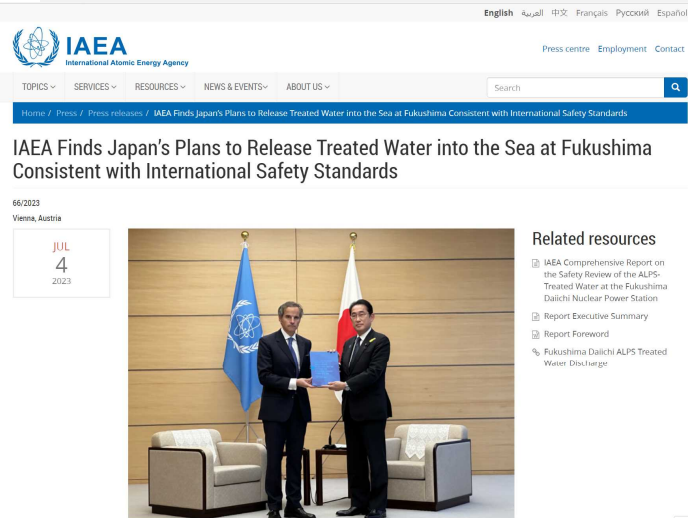 English العربية 中文 Français Русский Español
IAEA
International Atomic Energy Agency
Press centre Employment Contact
TOPICS SERVICES RESOURCES NEWS & EVENTS ABOUT US
Search
Home / Press / Press releases / IAEA Finds Japan's Plans to Release Treated Water into the Sea at Fukushima Consistent with International Safety Standards
IAEA Finds Japan's Plans to Release Treated Water into the Sea at Fukushima
Consistent with International Safety Standards
66/2023
Vienna, Austria
JUL
4
2023
Related resources
IAEA Comprehensive Report on
the Safety Review of the ALPS-
Treated Water at the Fukushima
Daiichi Nuclear Power Station
Report Executive Summary
Report Foreword
Fukushima Daiichi ALPS Treated
Water Discharge